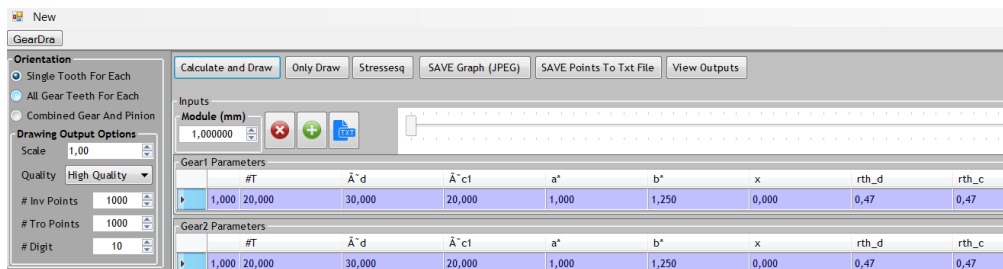 New
GearDra
Orientation
Single Tooth For Each
All Gear Teeth For Each
Combined Gear And Pinion
Drawing Output Options
Scale 1,00
Quality High Quality
# Inv Points 1000
# Tro Points 1000
# Digit 10
Calculate and Draw Only Draw Stressesq SAVE Graph (JPEG) SAVE Points To Txt File View Outputs
Inputs
Module (mm)
1,000000
TXT
Gear1 Parameters
#T Ã˜d Ã˜c1 a* b* x rth_d rth_c
1,000 20,000 30,000 20,000 1,000 1,250 0,000 0,47 0,47
Gear2 Parameters
#T Ã˜d Ã˜c1 a* b* x rth_d rth_c
1,000 20,000 30,000 20,000 1,000 1,250 0,000 0,47 0,47